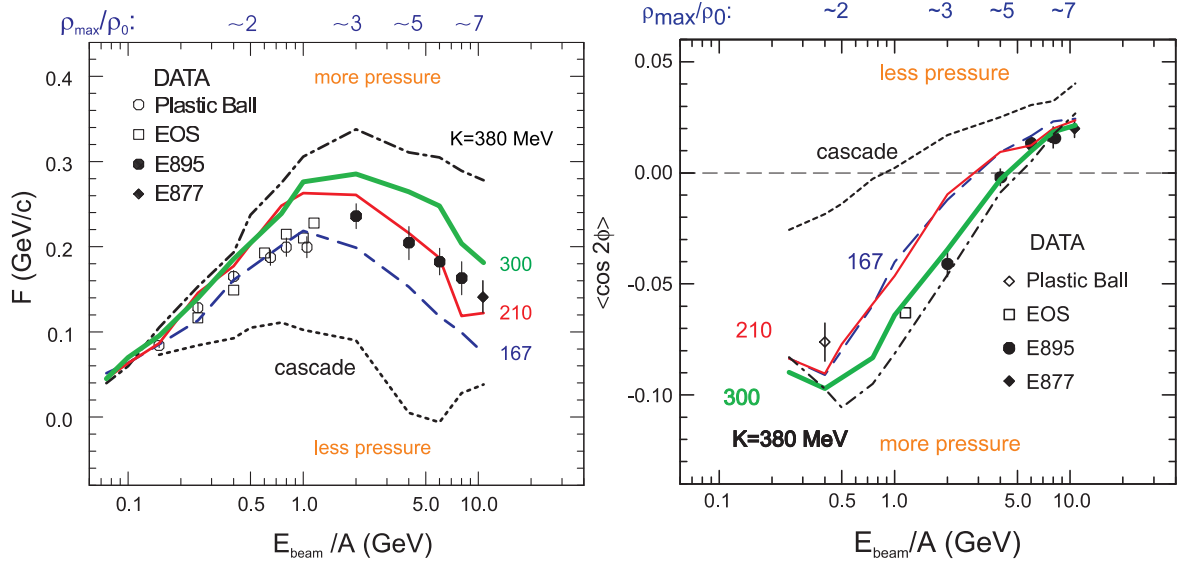 ρmax/ρ0: ~2 ~3 ~5 ~7
more pressure
DATA
Plastic Ball
EOS
E895
E877
K=380 MeV
300
210
167
cascade
less pressure
0.4
0.3
0.2
0.1
0.0
F (GeV/c)
0.1 0.5 1.0 5.0 10.0
Ebeam/A (GeV)
ρmax/ρ0: ~2 ~3 ~5 ~7
less pressure
cascade
167
210
300
K=380 MeV
more pressure
DATA
Plastic Ball
EOS
E895
E877
0.05
0.00
-0.05
-0.10
<cos 2ϕ>
0.1 0.5 1.0 5.0 10.0
Ebeam/A (GeV)